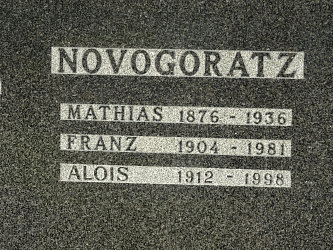 NOVOGORATZ
MATHIAS 1876 - 1936
FRANZ 1904 - 1981
ALOIS 1912 - 1998